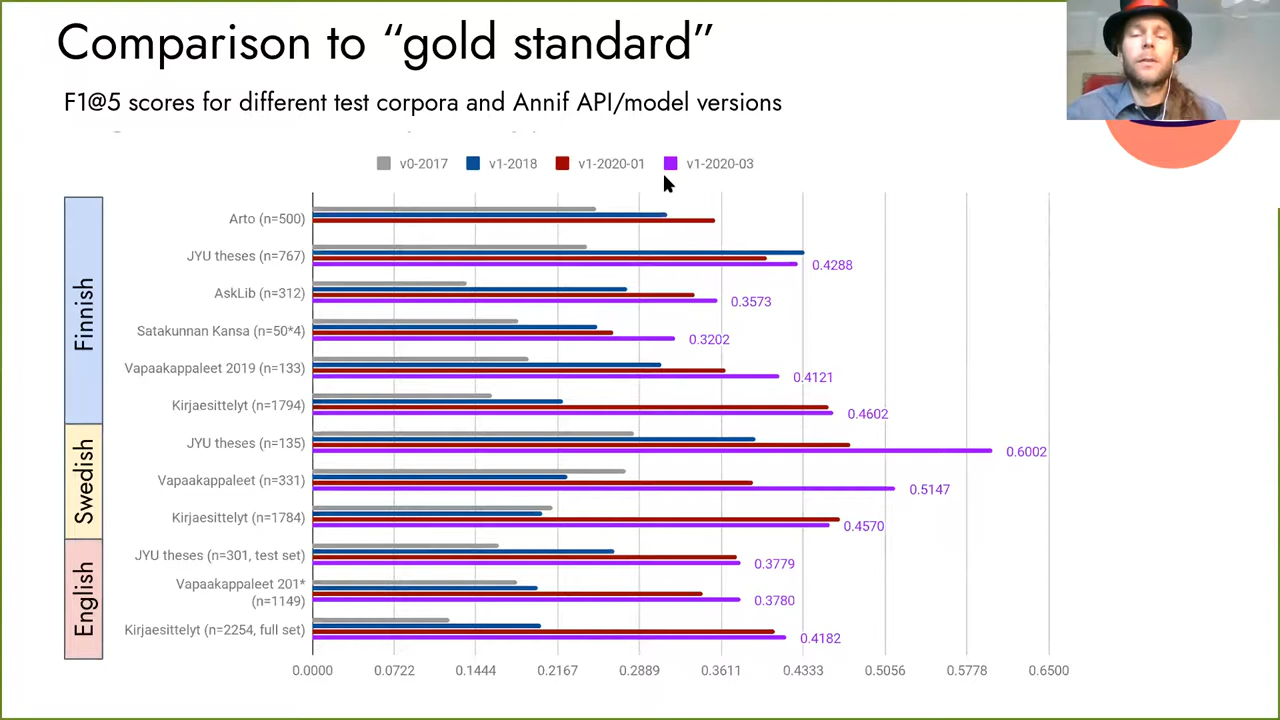 Comparison to “gold standard”
F1@5 scores for different test corpora and Annif API/model versions
v0-2017 v1-2018 v1-2020-01 v1-2020-03
Finnish
Arto (n=500)
JYU theses (n=767) 0.4288
AskLib (n=312) 0.3573
Satakunnan Kansa (n=50*4) 0.3202
Vapaakappaleet 2019 (n=133) 0.4121
Kirjaesittelyt (n=1794) 0.4602
Swedish
JYU theses (n=135) 0.6002
Vapaakappaleet (n=331) 0.5147
Kirjaesittelyt (n=1784) 0.4570
English
JYU theses (n=301, test set) 0.3779
Vapaakappaleet 201*
(n=1149) 0.3780
Kirjaesittelyt (n=2254, full set) 0.4182
0.0000 0.0722 0.1444 0.2167 0.2889 0.3611 0.4333 0.5056 0.5778 0.6500